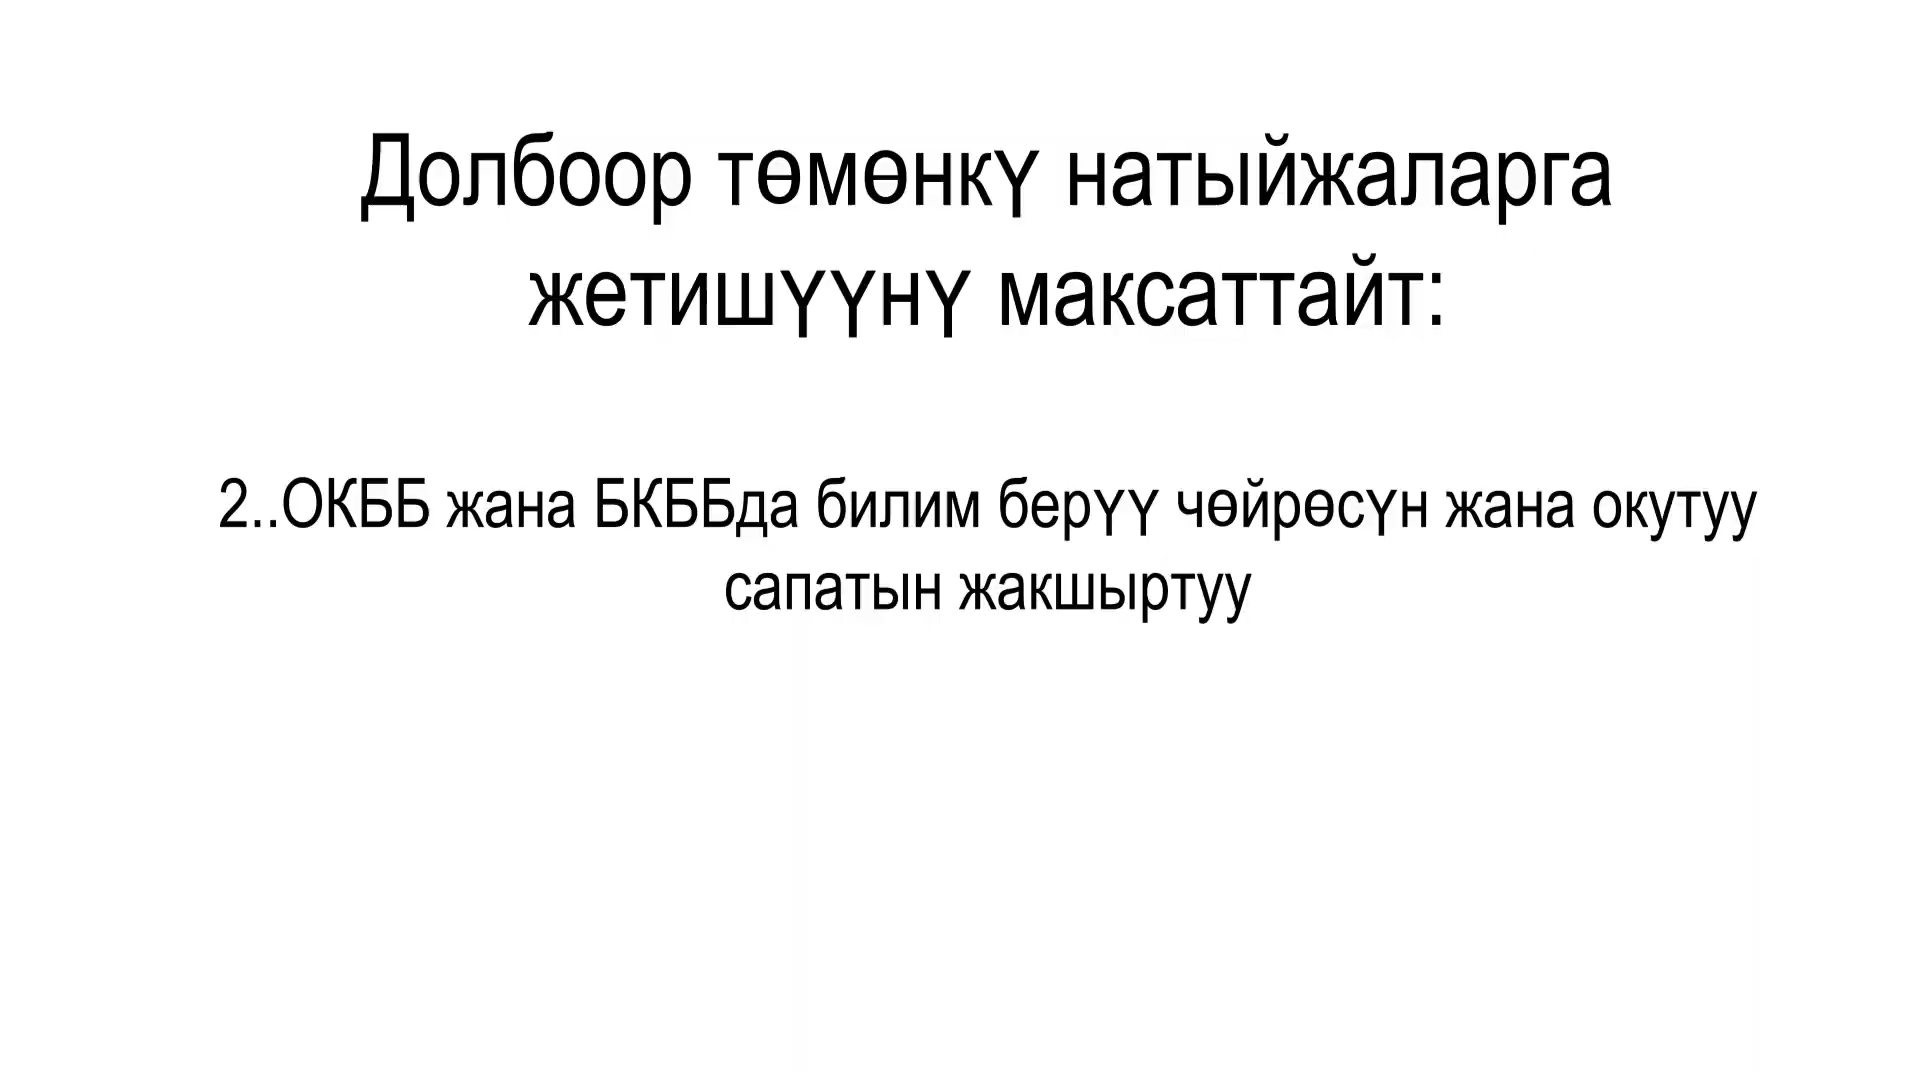 Долбоор төмөнкү натыйжаларга
жетишүүнү максаттайт:
2..ОКББ жана БКББда билим берүү чөйрөсүн жана окутуу
сапатын жакшыртуу